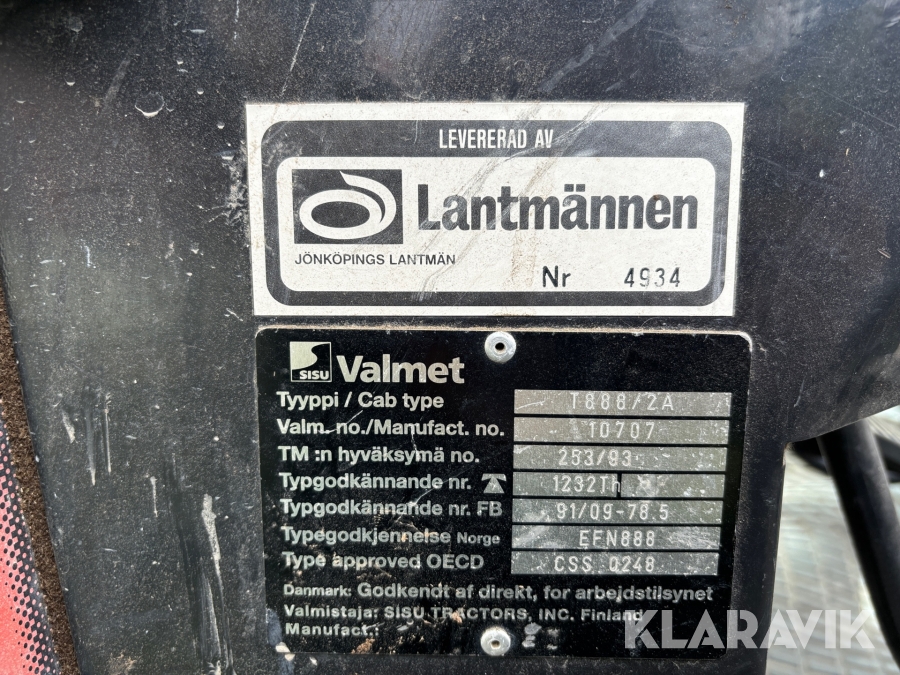 LEVERERAD AV
Lantmännen
JÖNKÖPINGS LANTMÄN
Nr 4934
SISU Valmet
Tyyppi / Cab type T888/2A
Valm. no./Manufact. no. 10707
TM :n hyväksymä no. 253/93
Typgodkännande nr. 1232Th
Typgodkännande nr. FB 91/09-78.5
Typegodkjennelse Norge EFN888
Type approved OECD CSS 0248
Danmark: Godkendt af direkt, for arbejdstilsynet
Valmistaja: SISU TRACTORS, INC. Finland
Manufact.:
KLARAVIK